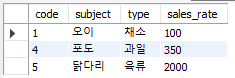 code subject type sales_rate
1 오이 채소 100
4 포도 과일 350
5 닭다리 육류 2000